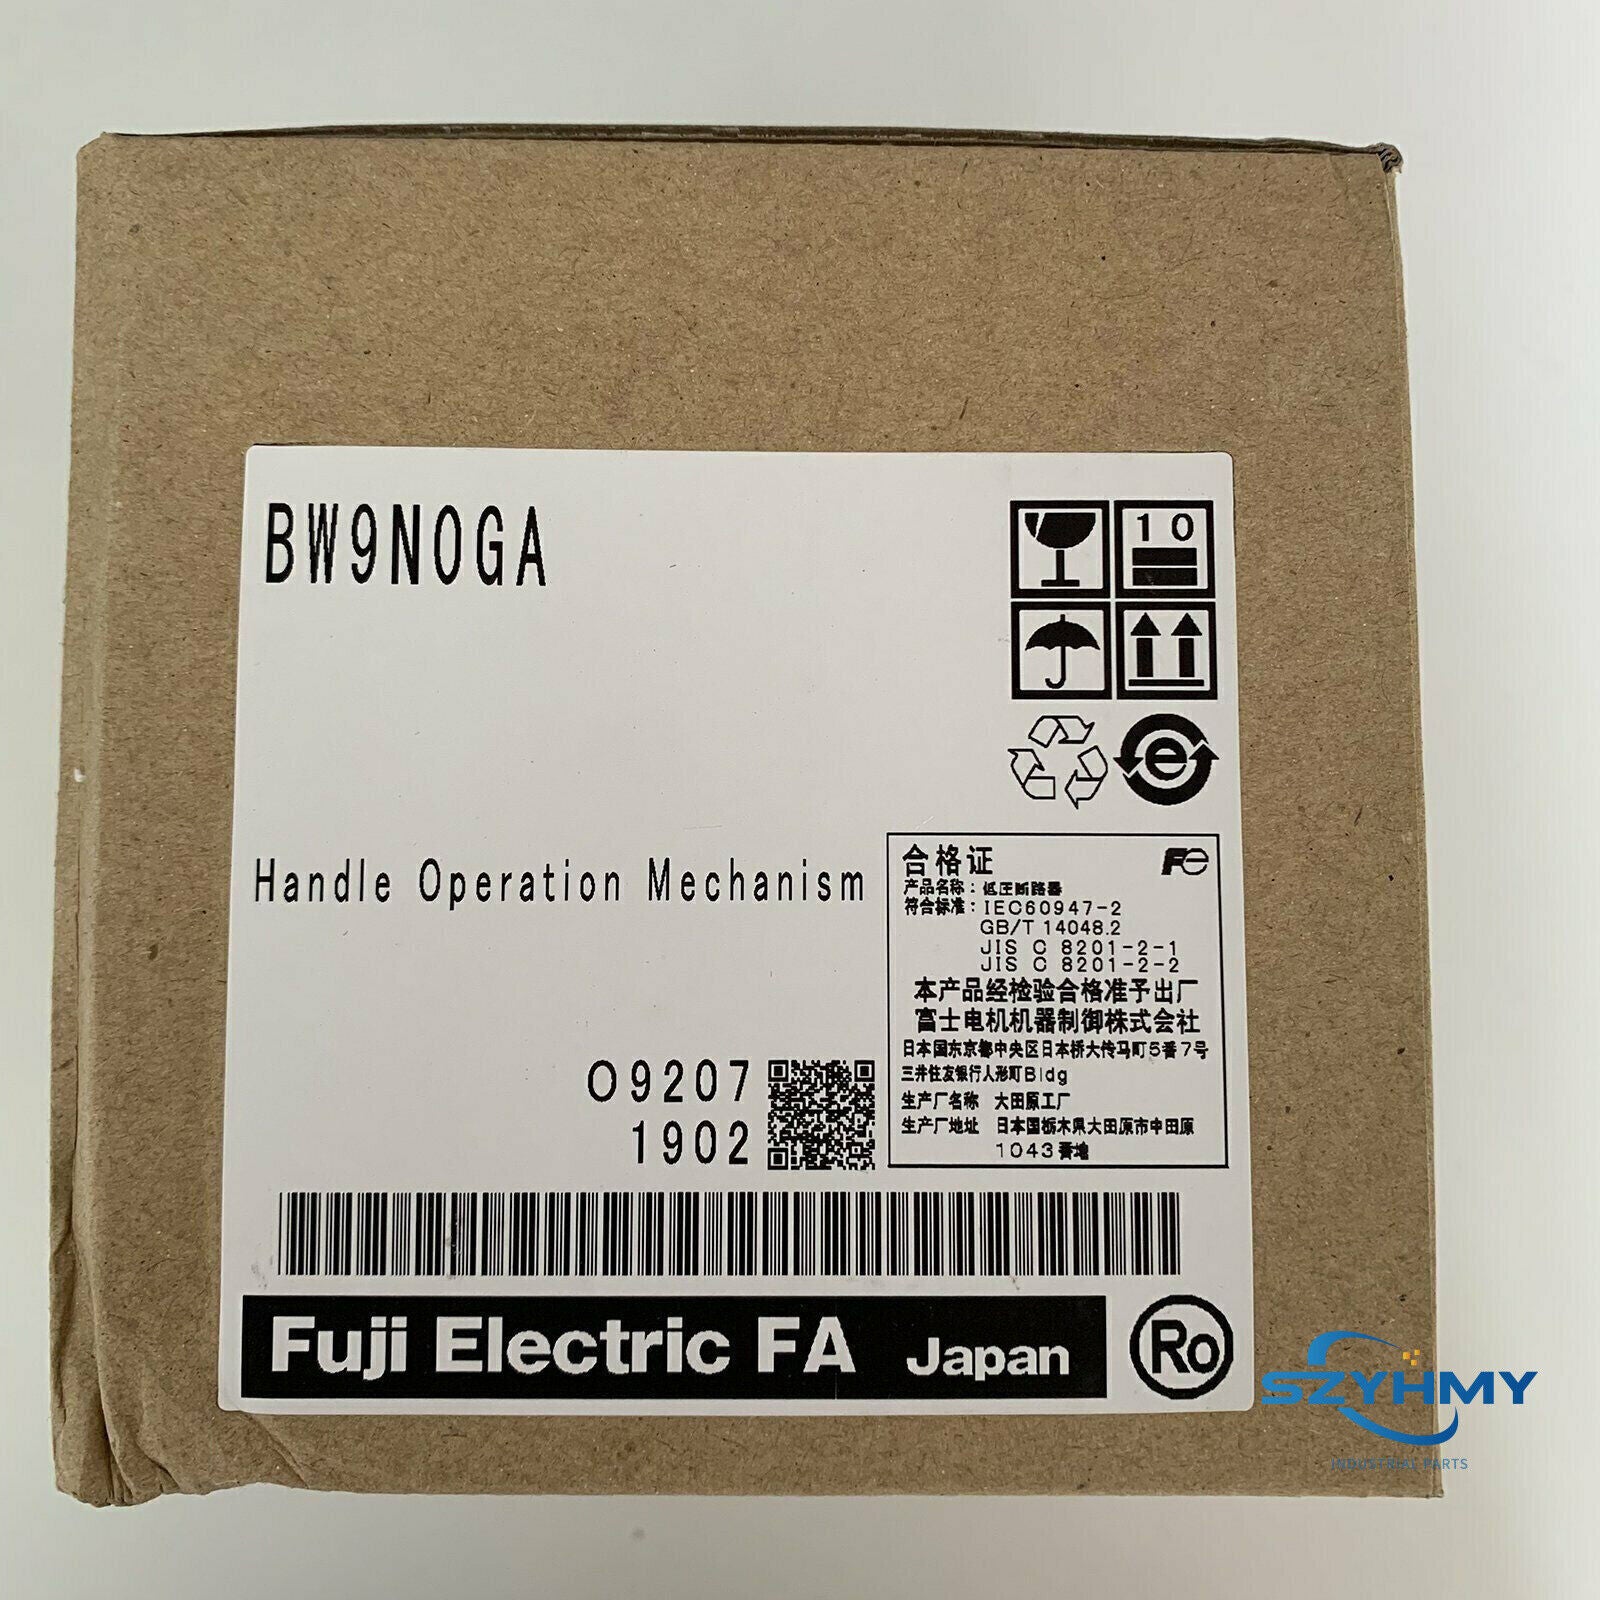 BW9N0GA
10
Handle Operation Mechanism
合格证 Fe
产品名称：低压断路器
符合标准：IEC60947-2
GB/T 14048.2
JIS C 8201-2-1
JIS C 8201-2-2
本产品经检验合格准予出厂
富士电机机器制御株式会社
日本国东京都中央区日本桥大传马町5番7号
三井住友银行人形町Bldg
生产厂名称 大田原工厂
生产厂地址 日本国栃木県大田原市中田原
1043番地
O9207
1902
Fuji Electric FA Japan
Ro
SZYHMY
INDUSTRIAL PARTS